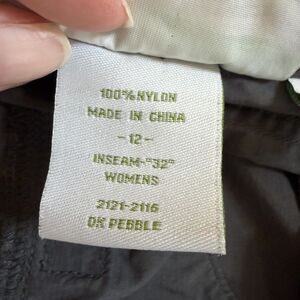 100% NYLON
MADE IN CHINA
-12-
INSEAM-"32"
WOMENS
2121-2116
DK PEBBLE